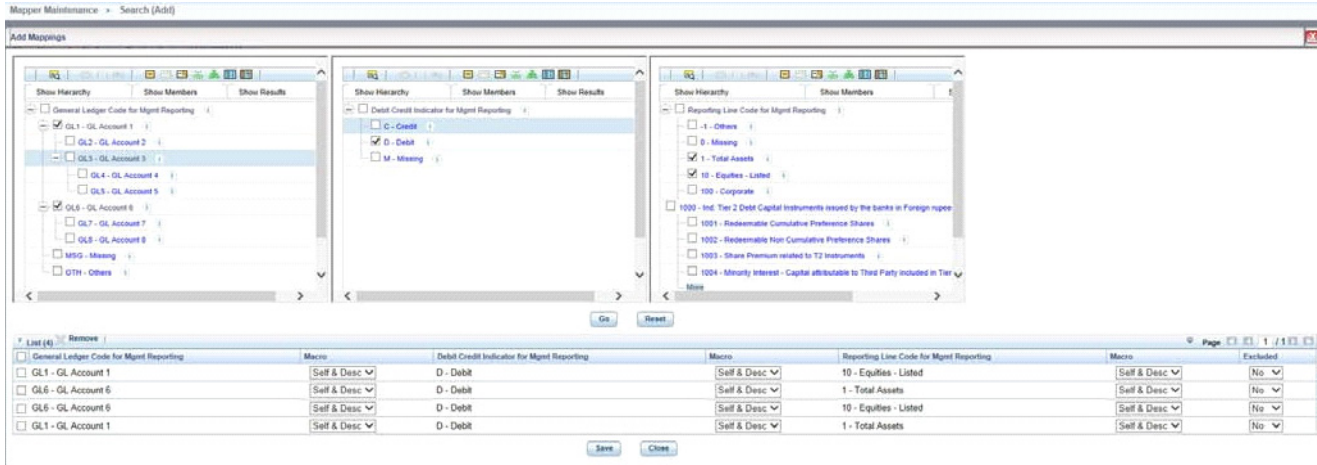 Mapper Maintenance > Search (Add)
Add Mappings
Show Hierarchy Show Members Show Results
General Ledger Code for Mgmt Reporting
GL1 - GL Account 1
GL2 - GL Account 2
GL3 - GL Account 3
GL4 - GL Account 4
GL5 - GL Account 5
GL6 - GL Account 6
GL7 - GL Account 7
GL8 - GL Account 8
MSG - Missing
OTH - Others
Show Hierarchy Show Members Show Results
Debit Credit Indicator for Mgmt Reporting
C - Credit
D - Debit
M - Missing
Show Hierarchy Show Members S
Reporting Line Code for Mgmt Reporting
-1 - Others
0 - Missing
1 - Total Assets
10 - Equities - Listed
100 - Corporate
1000 - Ind. Tier 2 Debt Capital Instruments issued by the banks in Foreign rupee
1001 - Redeemable Cumulative Preference Shares
1002 - Redeemable Non Cumulative Preference Shares
1003 - Share Premium related to T2 Instruments
1004 - Minority Interest - Capital attributable to Third Party included in Tier
More
Go Reset
List (4) Remove Page 1 / 1
General Ledger Code for Mgmt Reporting Macro Debit Credit Indicator for Mgmt Reporting Macro Reporting Line Code for Mgmt Reporting Macro Excluded
GL1 - GL Account 1 Self & Desc D - Debit Self & Desc 10 - Equities - Listed Self & Desc No
GL6 - GL Account 6 Self & Desc D - Debit Self & Desc 1 - Total Assets Self & Desc No
GL6 - GL Account 6 Self & Desc D - Debit Self & Desc 10 - Equities - Listed Self & Desc No
GL1 - GL Account 1 Self & Desc D - Debit Self & Desc 1 - Total Assets Self & Desc No
Save Close